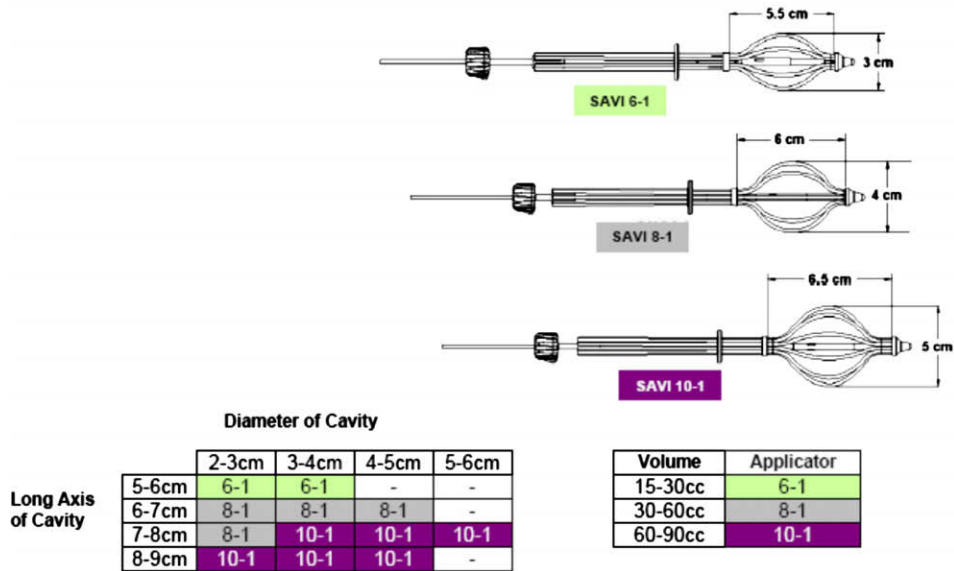 5.5 cm
3 cm
SAVI 6-1
6 cm
4 cm
SAVI 8-1
6.5 cm
5 cm
SAVI 10-1
Diameter of Cavity
2-3cm 3-4cm 4-5cm 5-6cm
Long Axis of Cavity
5-6cm 6-1 6-1 - -
6-7cm 8-1 8-1 8-1 -
7-8cm 8-1 10-1 10-1 10-1
8-9cm 10-1 10-1 10-1 -
Volume Applicator
15-30cc 6-1
30-60cc 8-1
60-90cc 10-1